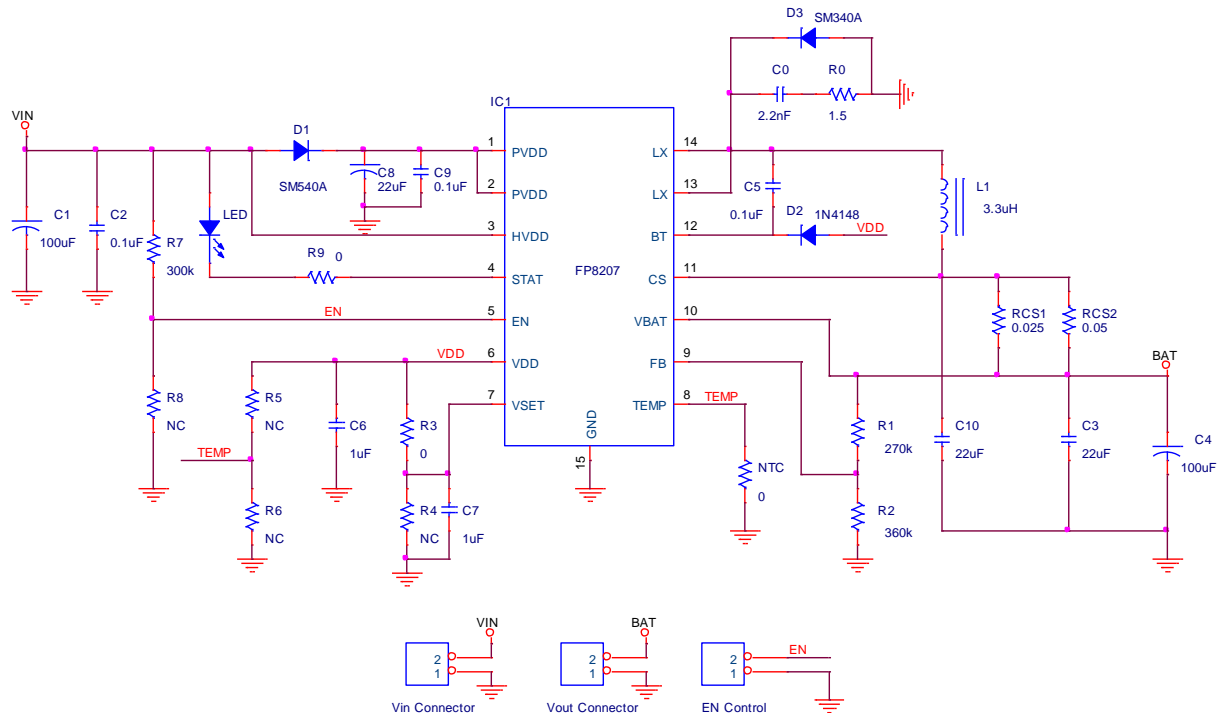 D3
SM340A
C0
R0
2.2nF
1.5
IC1
VIN
D1
SM540A
C8
22uF
C9
0.1uF
1
PVDD
2
PVDD
3
HVDD
4
STAT
5
EN
6
VDD
7
VSET
FP8207
GND
15
LX
14
LX
13
BT
12
CS
11
VBAT
10
FB
9
TEMP
8
C1
100uF
C2
0.1uF
R7
300k
LED
R9
0
EN
VDD
R8
NC
R5
NC
TEMP
R6
NC
C6
1uF
R3
0
R4
NC
C7
1uF
C5
0.1uF
D2
1N4148
VDD
L1
3.3uH
RCS1
0.025
RCS2
0.05
BAT
TEMP
NTC
0
R1
270k
R2
360k
C10
22uF
C3
22uF
C4
100uF
VIN
2
1
Vin Connector
BAT
2
1
Vout Connector
EN
2
1
EN Control